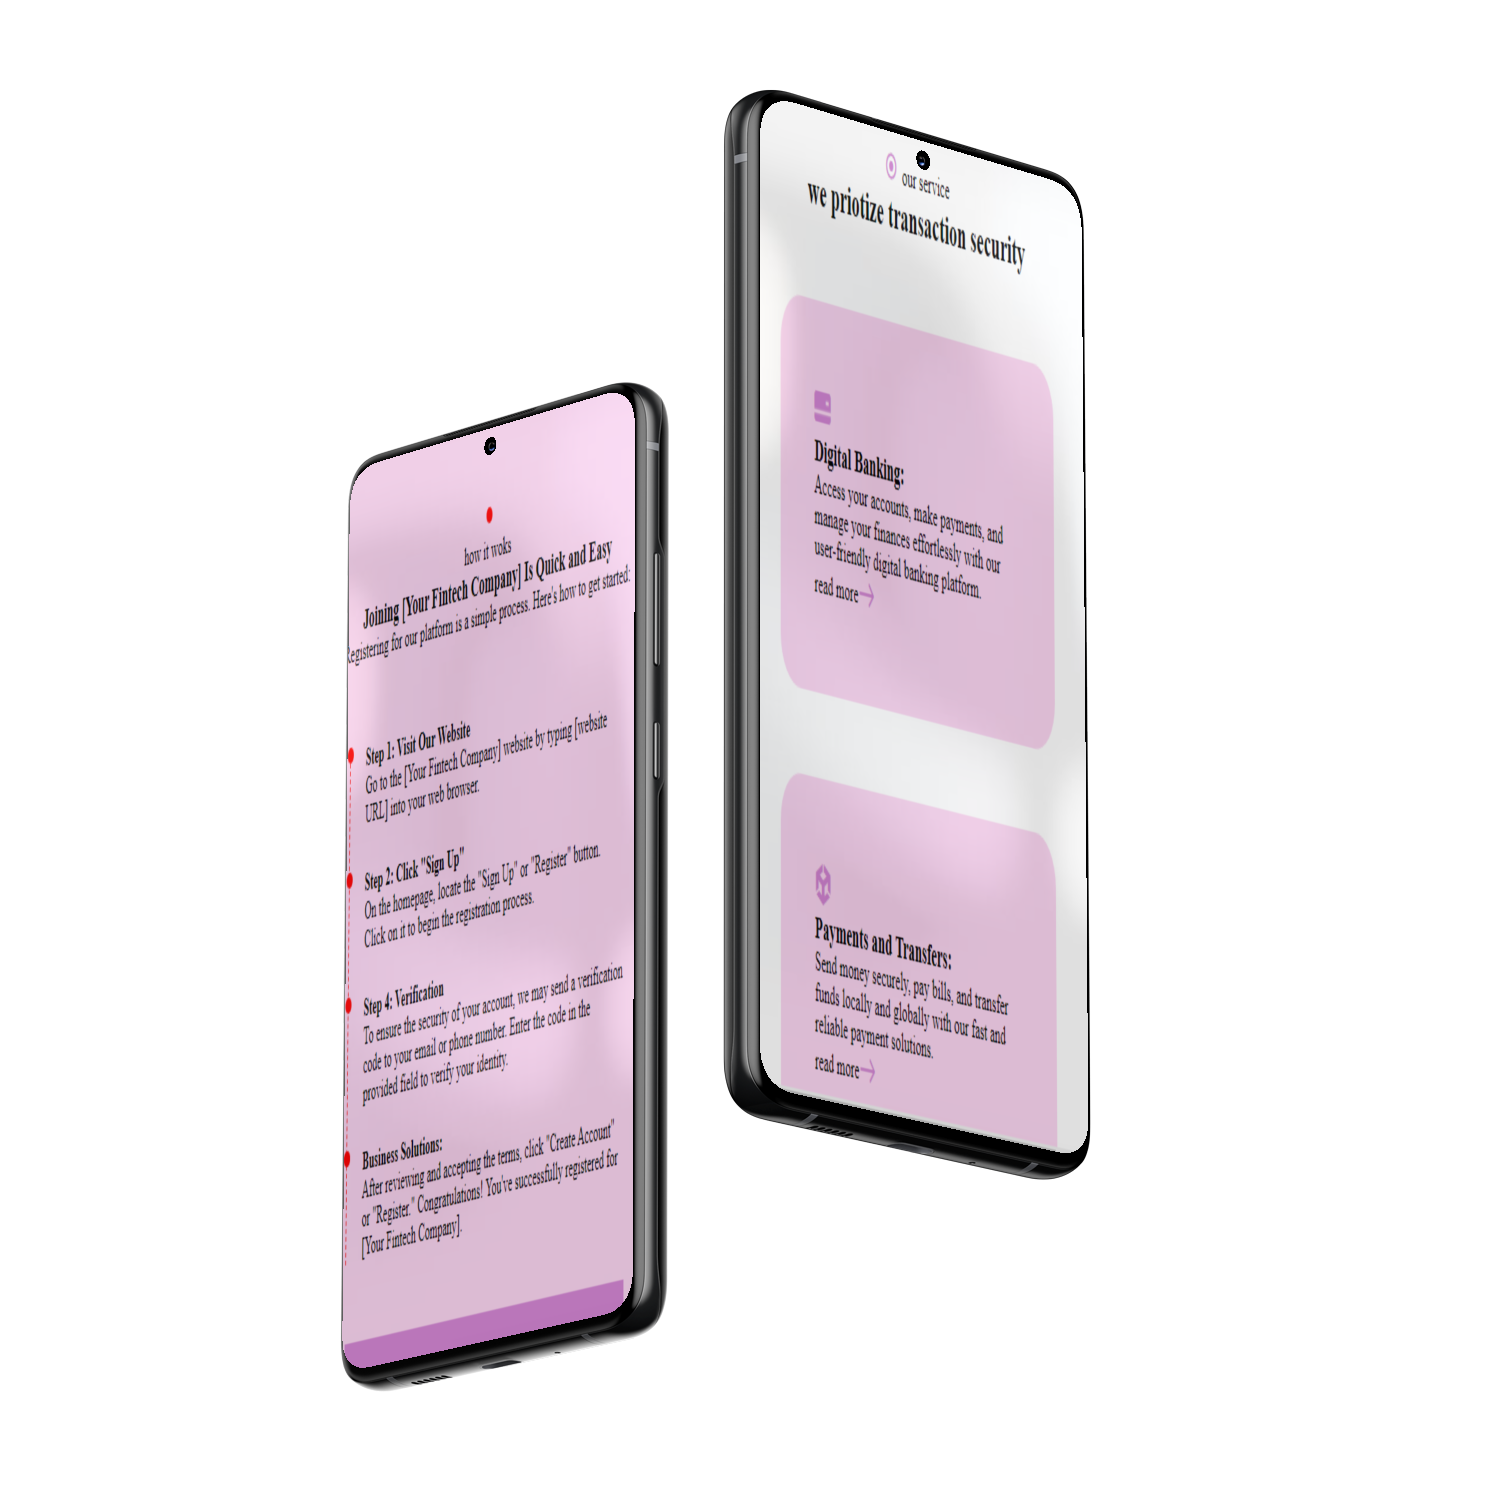 how it woks
Joining [Your Fintech Company] Is Quick and Easy
Registering for our platform is a simple process. Here's how to get started:
Step 1: Visit Our Website
Go to the [Your Fintech Company] website by typing [website
URL] into your web browser.
Step 2: Click "Sign Up"
On the homepage, locate the "Sign Up" or "Register" button.
Click on it to begin the registration process.
Step 4: Verification
To ensure the security of your account, we may send a verification
code to your email or phone number. Enter the code in the
provided field to verify your identity.
Business Solutions:
After reviewing and accepting the terms, click "Create Account"
or "Register." Congratulations! You've successfully registered for
[Your Fintech Company].
our service
we priotize transaction security
Digital Banking:
Access your accounts, make payments, and
manage your finances effortlessly with our
user-friendly digital banking platform.
read more
Payments and Transfers:
Send money securely, pay bills, and transfer
funds locally and globally with our fast and
reliable payment solutions.
read more